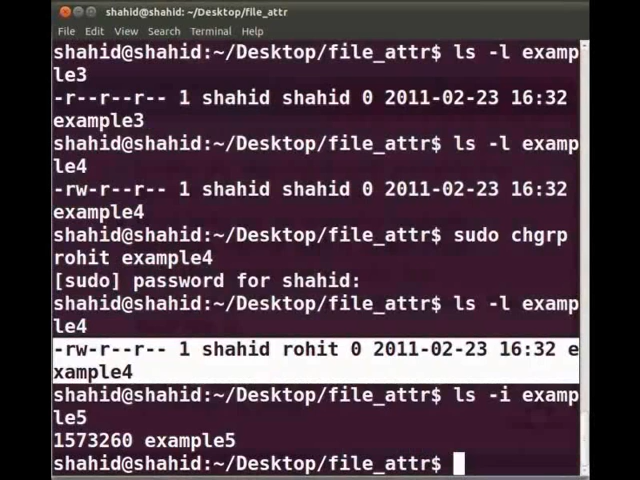 shahid@shahid: ~/Desktop/file_attr
File Edit View Search Terminal Help
shahid@shahid:~/Desktop/file_attr$ ls -l examp
le3
-r--r--r-- 1 shahid shahid 0 2011-02-23 16:32
example3
shahid@shahid:~/Desktop/file_attr$ ls -l examp
le4
-rw-r--r-- 1 shahid shahid 0 2011-02-23 16:32
example4
shahid@shahid:~/Desktop/file_attr$ sudo chgrp
rohit example4
[sudo] password for shahid:
shahid@shahid:~/Desktop/file_attr$ ls -l examp
le4
-rw-r--r-- 1 shahid rohit 0 2011-02-23 16:32 e
xample4
shahid@shahid:~/Desktop/file_attr$ ls -i examp
le5
1573260 example5
shahid@shahid:~/Desktop/file_attr$